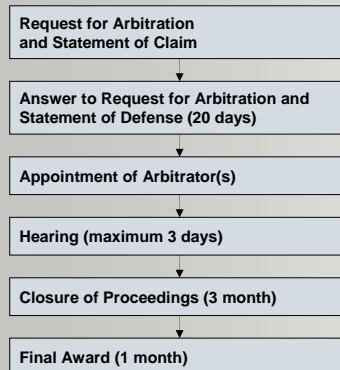 Request for Arbitration
and Statement of Claim
Answer to Request for Arbitration and
Statement of Defense (20 days)
Appointment of Arbitrator(s)
Hearing (maximum 3 days)
Closure of Proceedings (3 month)
Final Award (1 month)